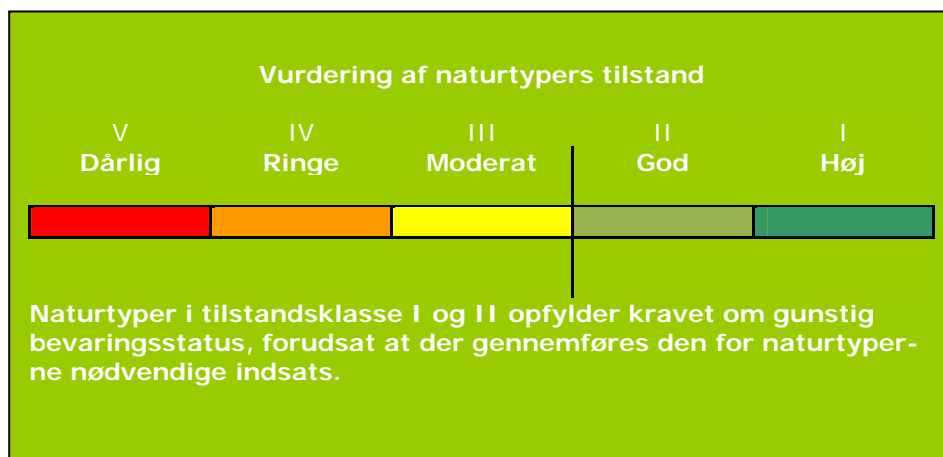 Vurdering af naturtypers tilstand
V IV III II I
Dårlig Ringe Moderat God Høj
Naturtyper i tilstandsklasse I og II opfylder kravet om gunstig
bevaringsstatus, forudsat at der gennemføres den for naturtyper-
ne nødvendige indsats.